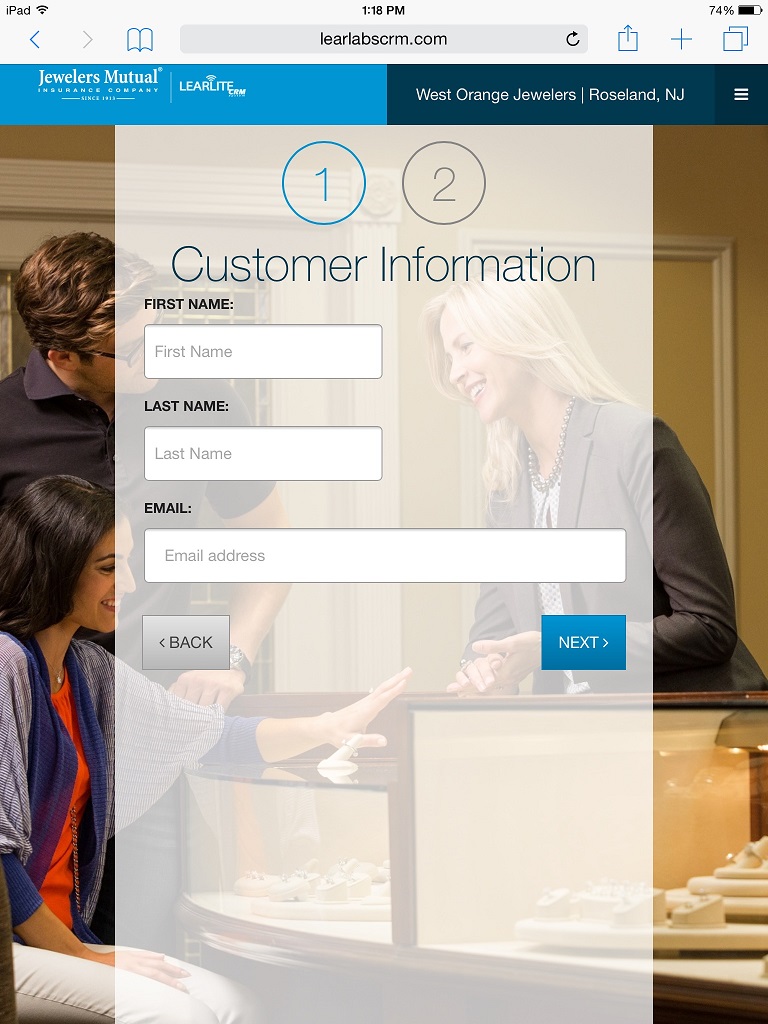 iPad 1:18 PM 74%
learlabscrm.com
Jewelers Mutual®
INSURANCE COMPANY
SINCE 1913
LEARLITE
CRM
West Orange Jewelers | Roseland, NJ
1 2
Customer Information
FIRST NAME:
First Name
LAST NAME:
Last Name
EMAIL:
Email address
‹ BACK NEXT ›